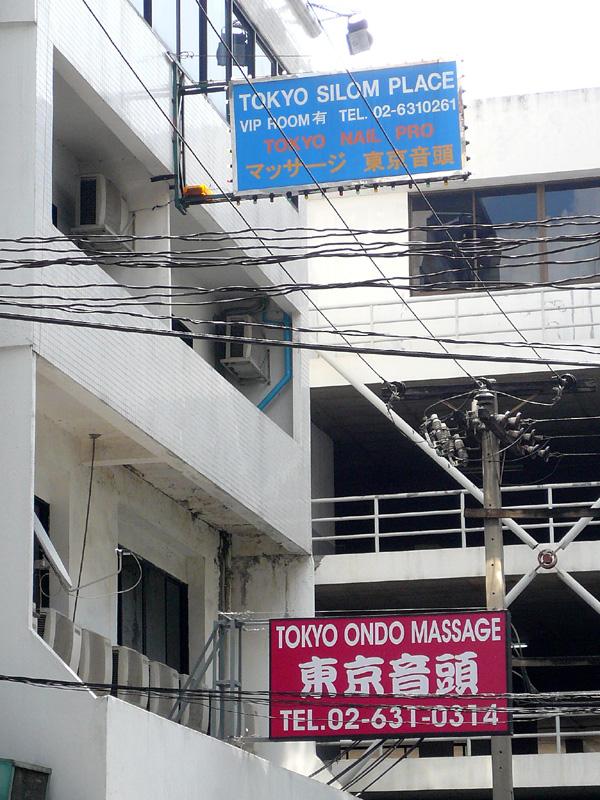 TOKYO SILOM PLACE
VIP ROOM有 TEL. 02-6310261
TOKYO NAIL PRO
マッサージ 東京音頭
TOKYO ONDO MASSAGE
東京音頭
TEL.02-631-0314